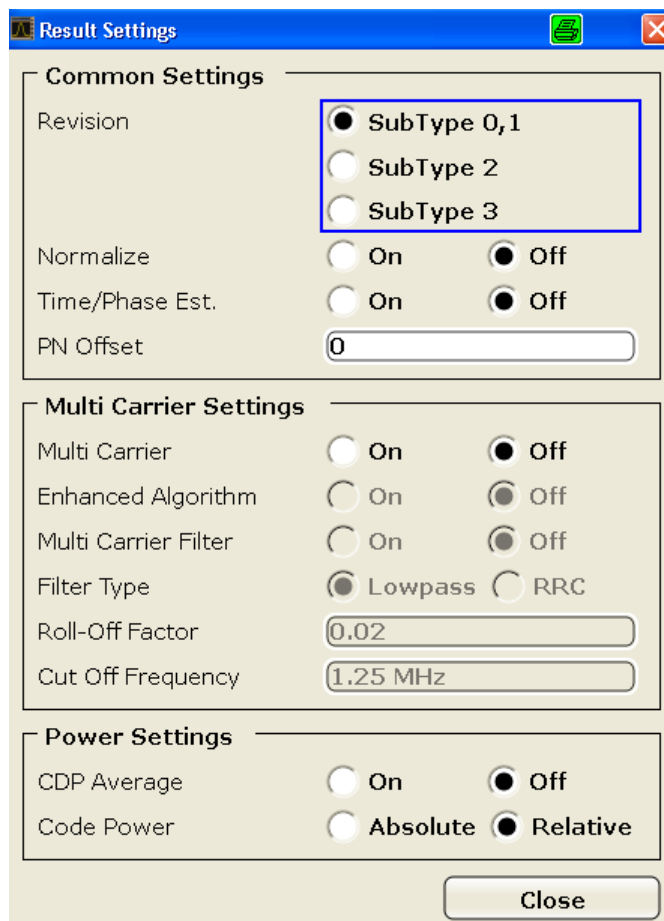 Result Settings
Common Settings
Revision SubType 0,1
SubType 2
SubType 3
Normalize On Off
Time/Phase Est. On Off
PN Offset 0
Multi Carrier Settings
Multi Carrier On Off
Enhanced Algorithm On Off
Multi Carrier Filter On Off
Filter Type Lowpass RRC
Roll-Off Factor 0.02
Cut Off Frequency 1.25 MHz
Power Settings
CDP Average On Off
Code Power Absolute Relative
Close